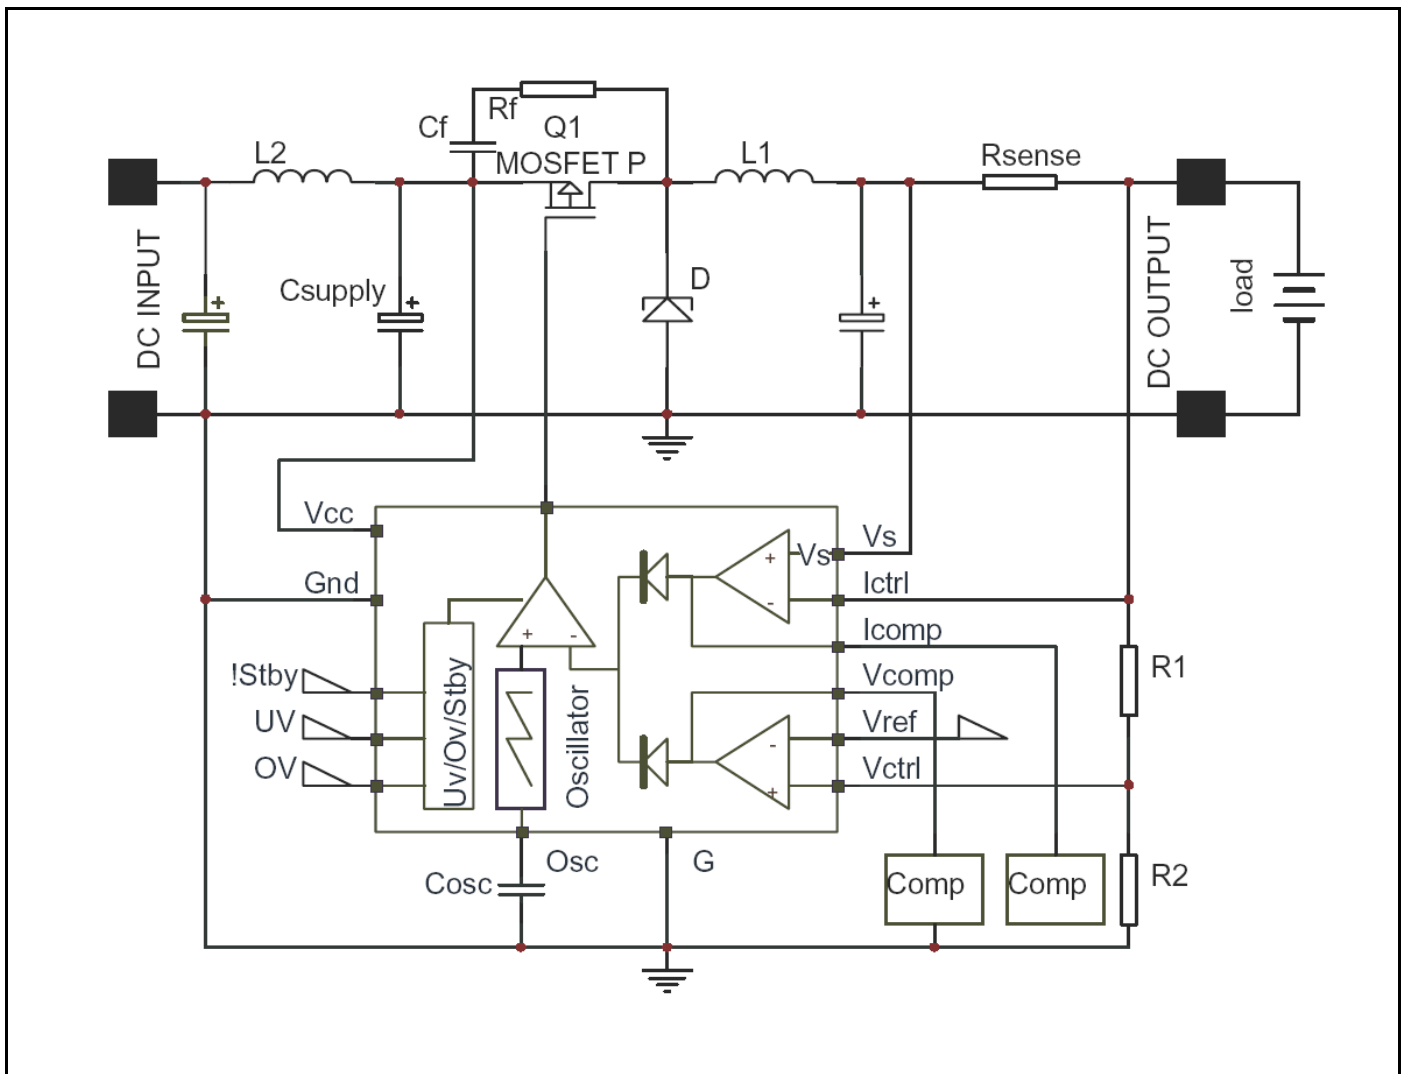 Rf
Cf
Q1
MOSFET P
L2
L1
Rsense
DC INPUT
Csupply
+
+
D
+
DC OUTPUT
load
Vcc
Gnd
!Stby
UV
OV
Uv/Ov/Stby
+ -
Oscillator
+
-
Vs
Vs
Ictrl
Icomp
Vcomp
Vref
Vctrl
-
+
R1
R2
Cosc
Osc
G
Comp
Comp